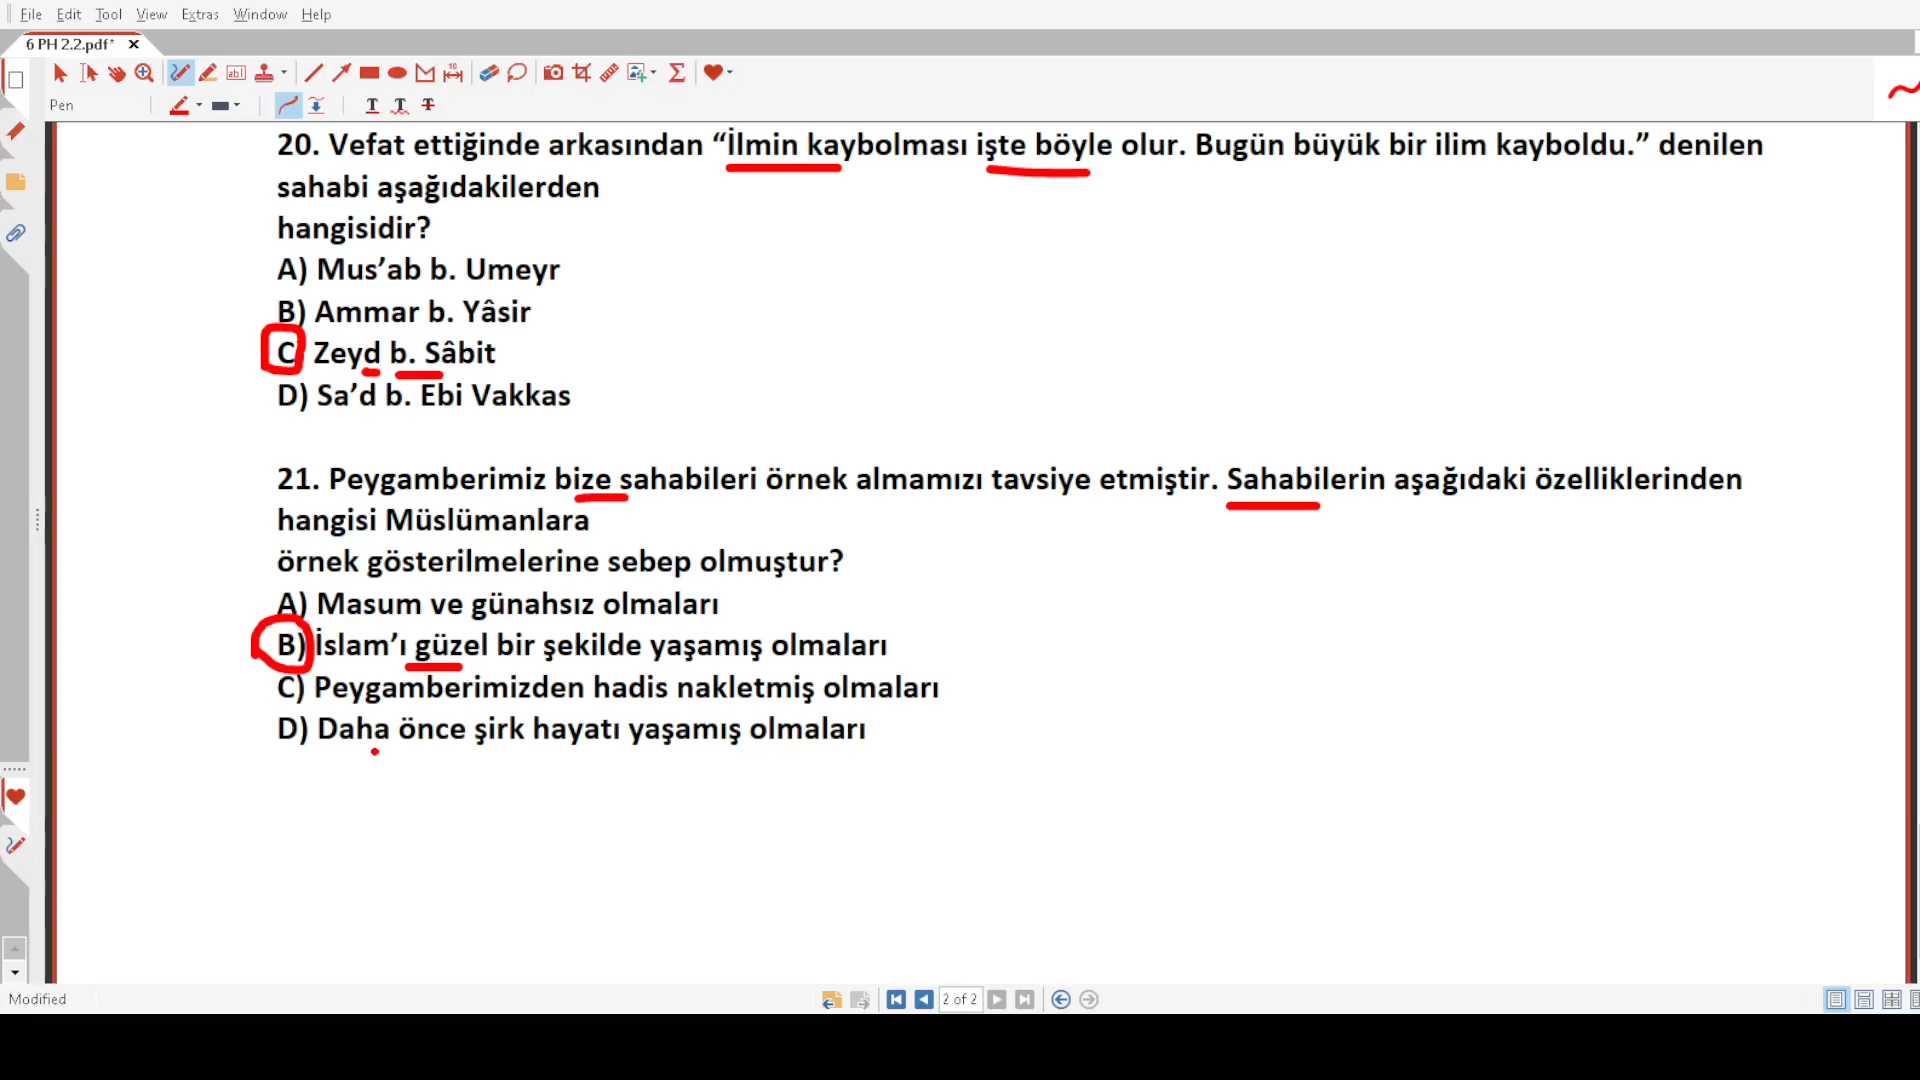 File Edit Tool View Extras Window Help
6 PH 2.2.pdf*
Pen
20. Vefat ettiğinde arkasından “İlmin kaybolması işte böyle olur. Bugün büyük bir ilim kayboldu.” denilen
sahabi aşağıdakilerden
hangisidir?
A) Mus’ab b. Umeyr
B) Ammar b. Yâsir
C) Zeyd b. Sâbit
D) Sa’d b. Ebi Vakkas
21. Peygamberimiz bize sahabileri örnek almamızı tavsiye etmiştir. Sahabilerin aşağıdaki özelliklerinden
hangisi Müslümanlara
örnek gösterilmelerine sebep olmuştur?
A) Masum ve günahsız olmaları
B) İslam’ı güzel bir şekilde yaşamış olmaları
C) Peygamberimizden hadis nakletmiş olmaları
D) Daha önce şirk hayatı yaşamış olmaları
Modified
2 of 2